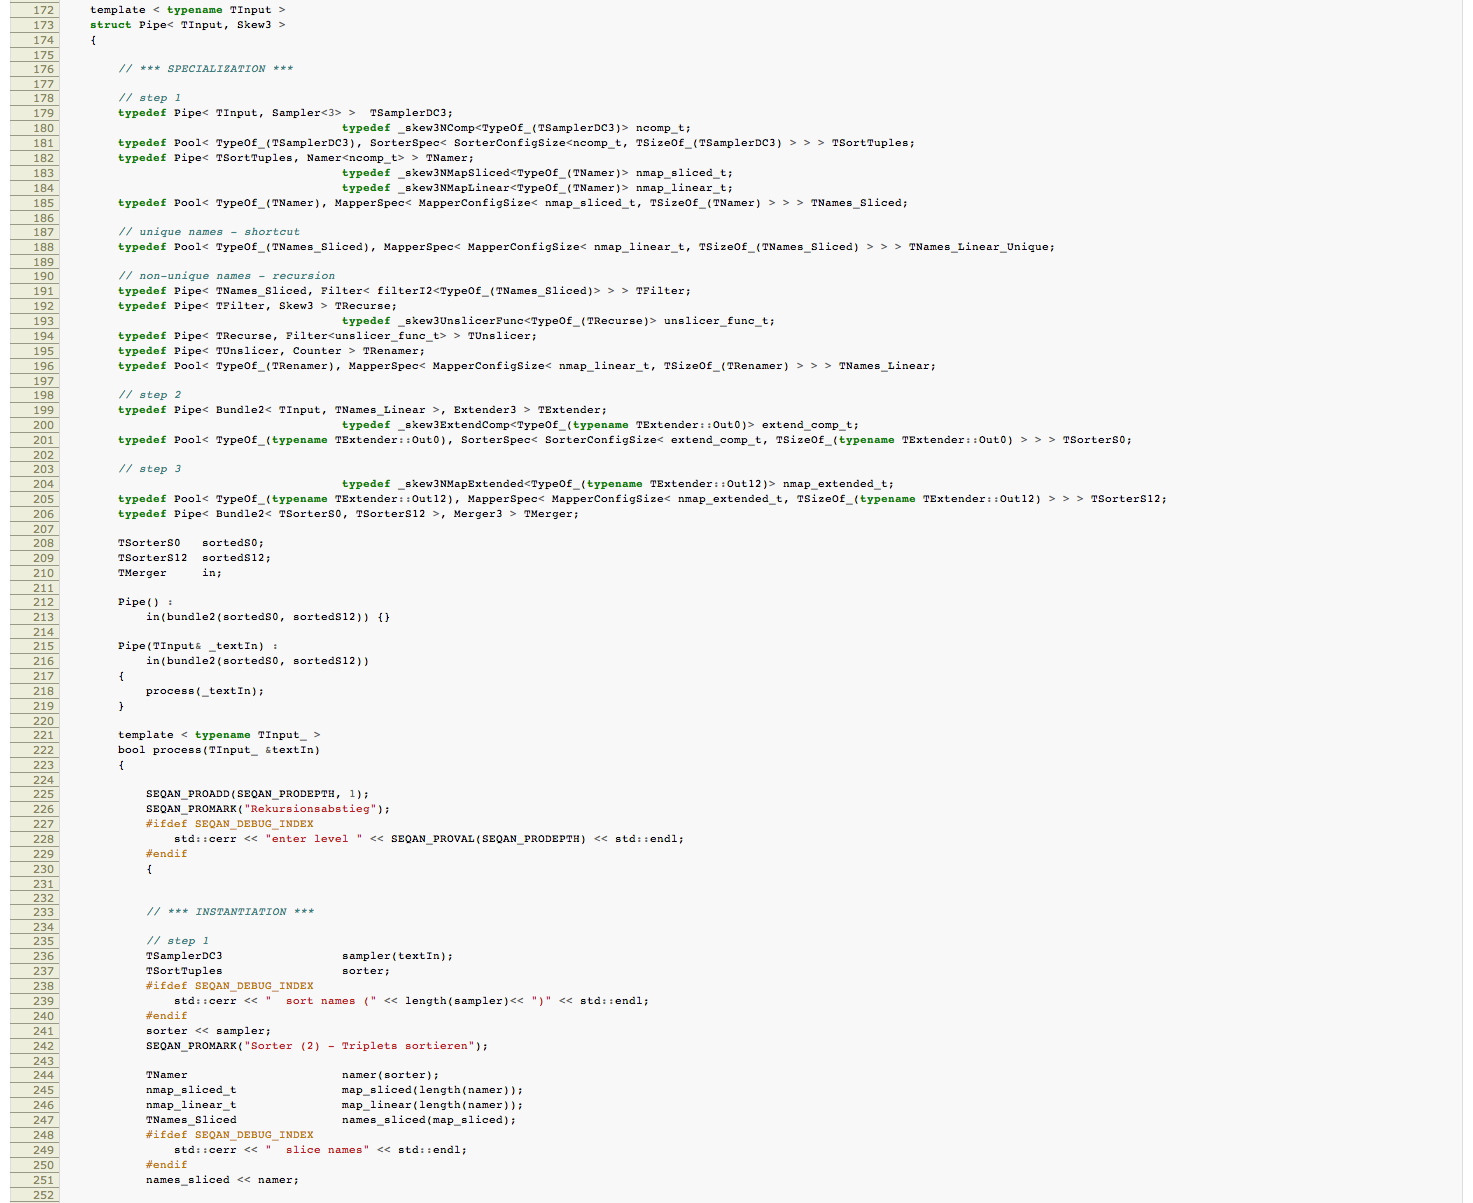 172 template < typename TInput >
173 struct Pipe< TInput, Skew3 >
174 {
175
176 // *** SPECIALIZATION ***
177
178 // step 1
179 typedef Pipe< TInput, Sampler<3> > TSamplerDC3;
180 typedef _skew3NComp<TypeOf_(TSamplerDC3)> ncomp_t;
181 typedef Pool< TypeOf_(TSamplerDC3), SorterSpec< SorterConfigSize<ncomp_t, TSizeOf_(TSamplerDC3) > > > TSortTuples;
182 typedef Pipe< TSortTuples, Namer<ncomp_t> > TNamer;
183 typedef _skew3NMapSliced<TypeOf_(TNamer)> nmap_sliced_t;
184 typedef _skew3NMapLinear<TypeOf_(TNamer)> nmap_linear_t;
185 typedef Pool< TypeOf_(TNamer), MapperSpec< MapperConfigSize< nmap_sliced_t, TSizeOf_(TNamer) > > > TNames_Sliced;
186
187 // unique names - shortcut
188 typedef Pool< TypeOf_(TNames_Sliced), MapperSpec< MapperConfigSize< nmap_linear_t, TSizeOf_(TNames_Sliced) > > > TNames_Linear_Unique;
189
190 // non-unique names - recursion
191 typedef Pipe< TNames_Sliced, Filter< filterI2<TypeOf_(TNames_Sliced)> > > TFilter;
192 typedef Pipe< TFilter, Skew3 > TRecurse;
193 typedef _skew3UnslicerFunc<TypeOf_(TRecurse)> unslicer_func_t;
194 typedef Pipe< TRecurse, Filter<unslicer_func_t> > TUnslicer;
195 typedef Pipe< TUnslicer, Counter > TRenamer;
196 typedef Pool< TypeOf_(TRenamer), MapperSpec< MapperConfigSize< nmap_linear_t, TSizeOf_(TRenamer) > > > TNames_Linear;
197
198 // step 2
199 typedef Pipe< Bundle2< TInput, TNames_Linear >, Extender3 > TExtender;
200 typedef _skew3ExtendComp<TypeOf_(typename TExtender::Out0)> extend_comp_t;
201 typedef Pool< TypeOf_(typename TExtender::Out0), SorterSpec< SorterConfigSize< extend_comp_t, TSizeOf_(typename TExtender::Out0) > > > TSorterS0;
202
203 // step 3
204 typedef _skew3NMapExtended<TypeOf_(typename TExtender::Out12)> nmap_extended_t;
205 typedef Pool< TypeOf_(typename TExtender::Out12), MapperSpec< MapperConfigSize< nmap_extended_t, TSizeOf_(typename TExtender::Out12) > > > TSorterS12;
206 typedef Pipe< Bundle2< TSorterS0, TSorterS12 >, Merger3 > TMerger;
207
208 TSorterS0 sortedS0;
209 TSorterS12 sortedS12;
210 TMerger in;
211
212 Pipe() :
213 in(bundle2(sortedS0, sortedS12)) {}
214
215 Pipe(TInput& _textIn) :
216 in(bundle2(sortedS0, sortedS12))
217 {
218 process(_textIn);
219 }
220
221 template < typename TInput_ >
222 bool process(TInput_ &textIn)
223 {
224
225 SEQAN_PROADD(SEQAN_PRODEPTH, 1);
226 SEQAN_PROMARK("Rekursionsabstieg");
227 #ifdef SEQAN_DEBUG_INDEX
228 std::cerr << "enter level " << SEQAN_PROVAL(SEQAN_PRODEPTH) << std::endl;
229 #endif
230 {
231
232
233 // *** INSTANTIATION ***
234
235 // step 1
236 TSamplerDC3 sampler(textIn);
237 TSortTuples sorter;
238 #ifdef SEQAN_DEBUG_INDEX
239 std::cerr << "  sort names (" << length(sampler)<< ")" << std::endl;
240 #endif
241 sorter << sampler;
242 SEQAN_PROMARK("Sorter (2) - Triplets sortieren");
243
244 TNamer namer(sorter);
245 nmap_sliced_t map_sliced(length(namer));
246 nmap_linear_t map_linear(length(namer));
247 TNames_Sliced names_sliced(map_sliced);
248 #ifdef SEQAN_DEBUG_INDEX
249 std::cerr << "  slice names" << std::endl;
250 #endif
251 names_sliced << namer;
252